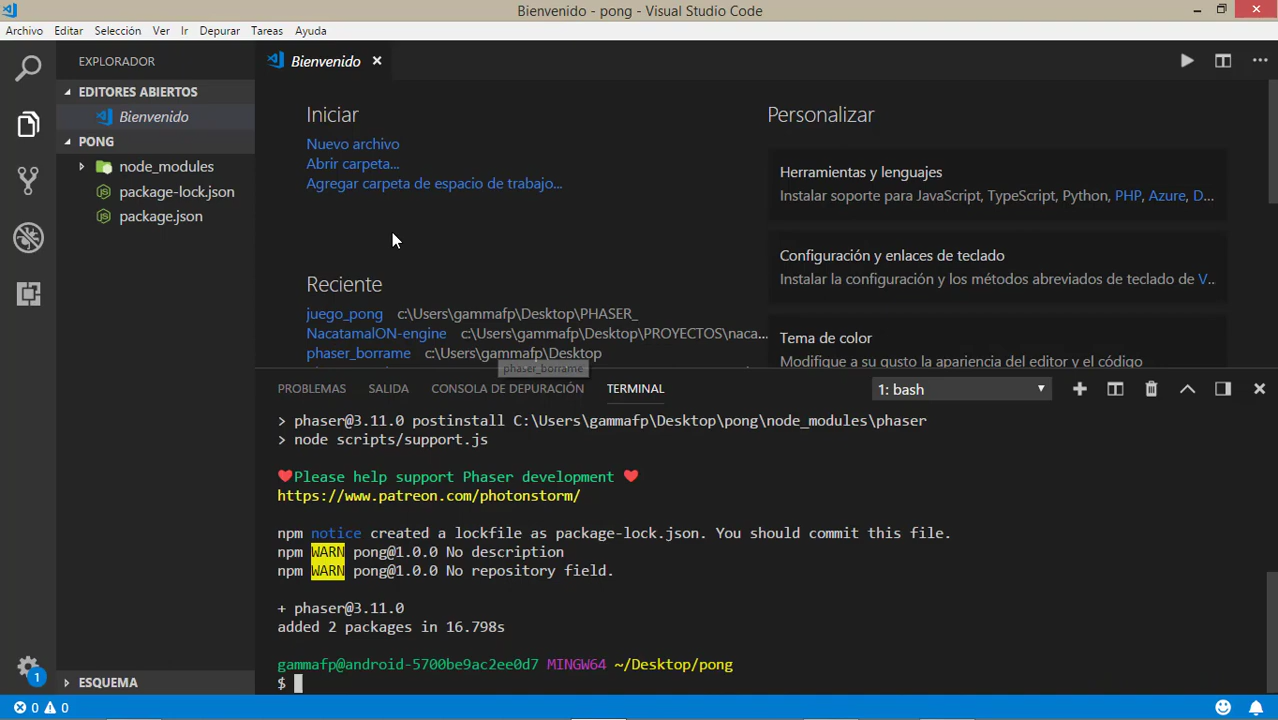 Bienvenido - pong - Visual Studio Code
Archivo Editar Selección Ver Ir Depurar Tareas Ayuda
EXPLORADOR
EDITORES ABIERTOS
Bienvenido
PONG
node_modules
package-lock.json
package.json
ESQUEMA
1
Bienvenido
Iniciar
Nuevo archivo
Abrir carpeta...
Agregar carpeta de espacio de trabajo...
Reciente
juego_pong c:\Users\gammafp\Desktop\PHASER_
NacatamalON-engine c:\Users\gammafp\Desktop\PROYECTOS\naca...
phaser_borrame c:\Users\gammafp\Desktop
phaser_borrame
Personalizar
Herramientas y lenguajes
Instalar soporte para JavaScript, TypeScript, Python, PHP, Azure, D...
Configuración y enlaces de teclado
Instalar la configuración y los métodos abreviados de teclado de V...
Tema de color
Modifique a su gusto la apariencia del editor y el código
PROBLEMAS SALIDA CONSOLA DE DEPURACIÓN TERMINAL 1: bash
> phaser@3.11.0 postinstall C:\Users\gammafp\Desktop\pong\node_modules\phaser
> node scripts/support.js
❤Please help support Phaser development ❤
https://www.patreon.com/photonstorm/
npm notice created a lockfile as package-lock.json. You should commit this file.
npm WARN pong@1.0.0 No description
npm WARN pong@1.0.0 No repository field.
+ phaser@3.11.0
added 2 packages in 16.798s
gammafp@android-5700be9ac2ee0d7 MINGW64 ~/Desktop/pong
$
0 0